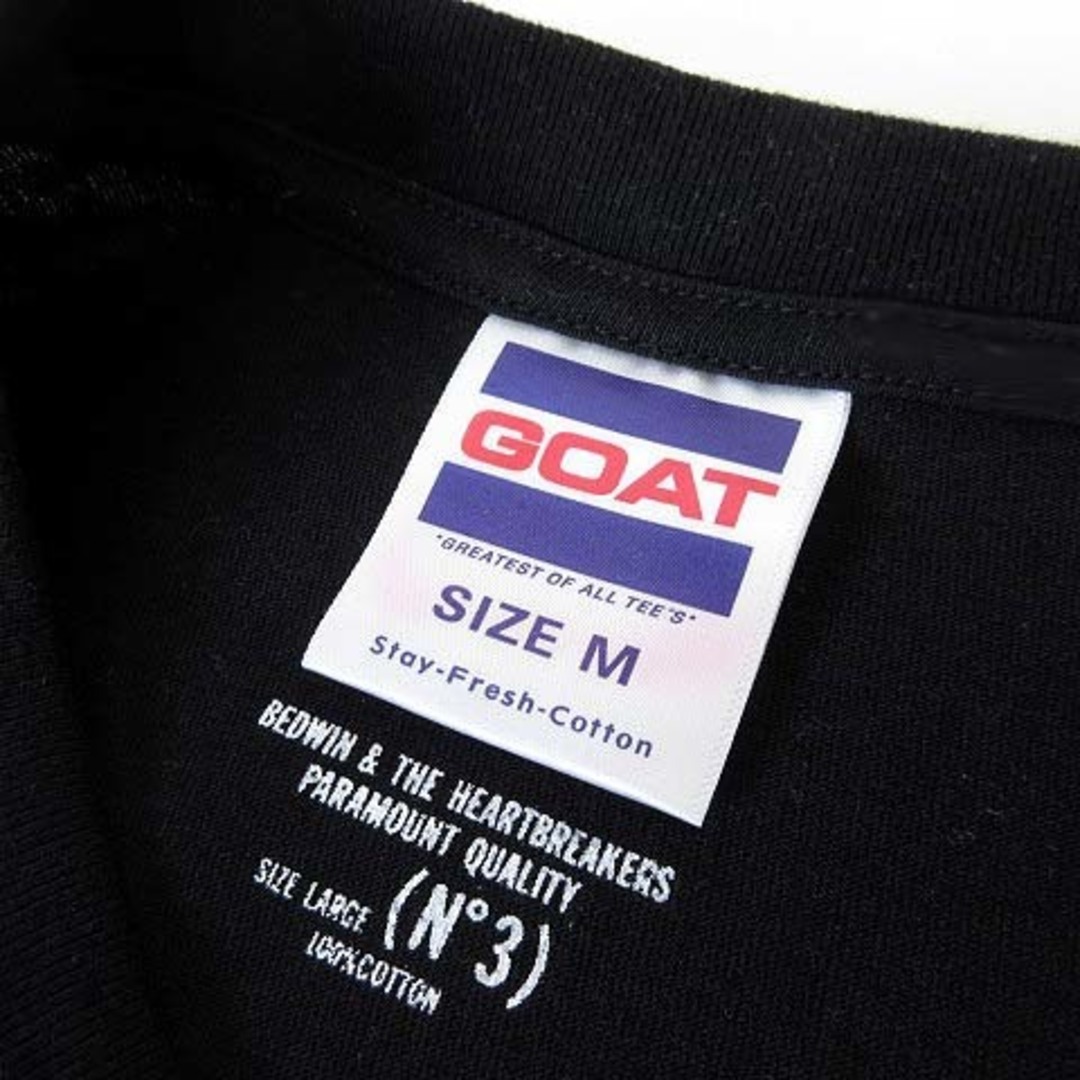 GOAT
"GREATEST OF ALL TEE'S"
SIZE M
Stay-Fresh-Cotton
BEDWIN & THE HEARTBREAKERS
PARAMOUNT QUALITY
SIZE LARGE (N°3)
100%COTTON